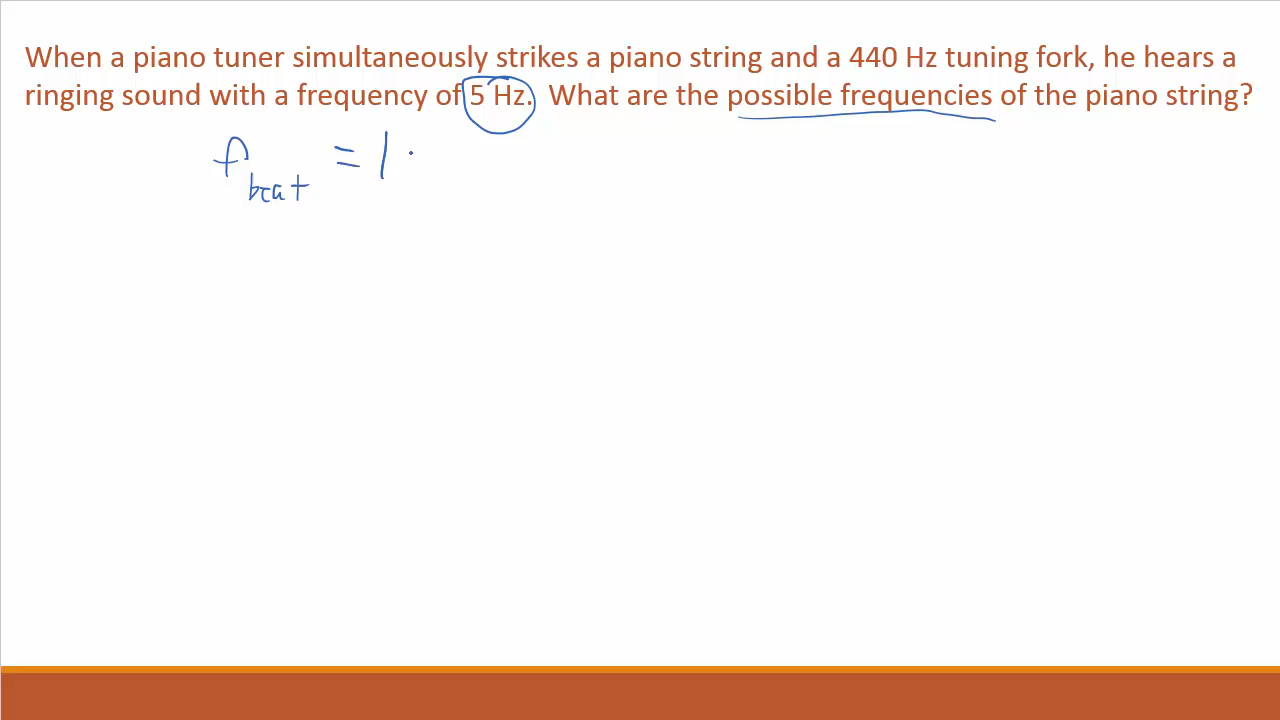 When a piano tuner simultaneously strikes a piano string and a 440 Hz tuning fork, he hears a
ringing sound with a frequency of 5 Hz. What are the possible frequencies of the piano string?
f beat = |